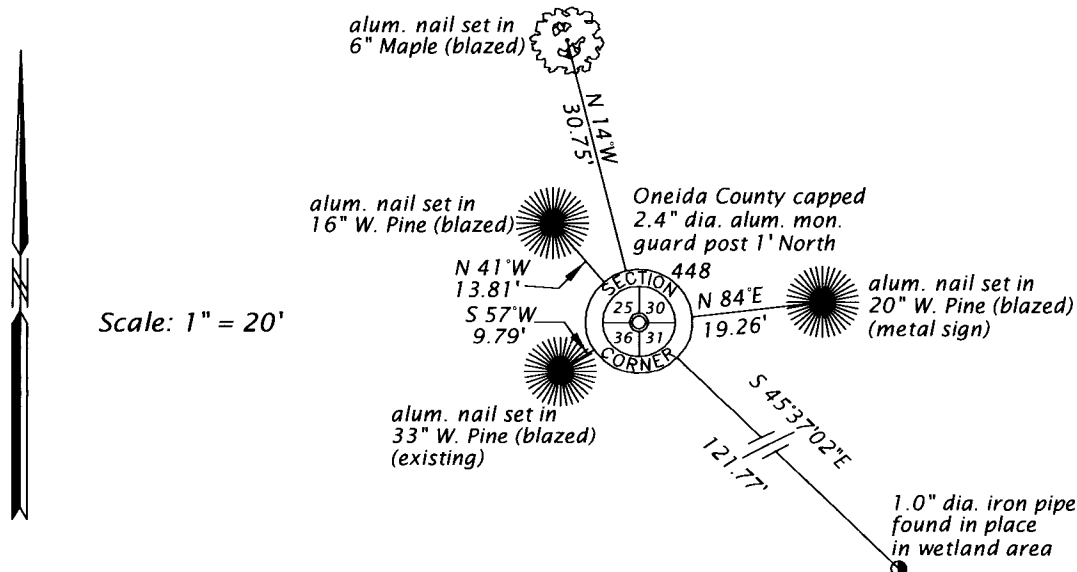 alum. nail set in
6" Maple (blazed)
N 14°W
30.75'
alum. nail set in
16" W. Pine (blazed)
Oneida County capped
2.4" dia. alum. mon.
guard post 1' North
448
N 41°W
13.81'
S 57°W
9.79'
SECTION
25 30
36 31
CORNER
N 84°E
19.26'
alum. nail set in
20" W. Pine (blazed)
(metal sign)
Scale: 1" = 20'
alum. nail set in
33" W. Pine (blazed)
(existing)
S 45°37'02"E
121.77'
1.0" dia. iron pipe
found in place
in wetland area